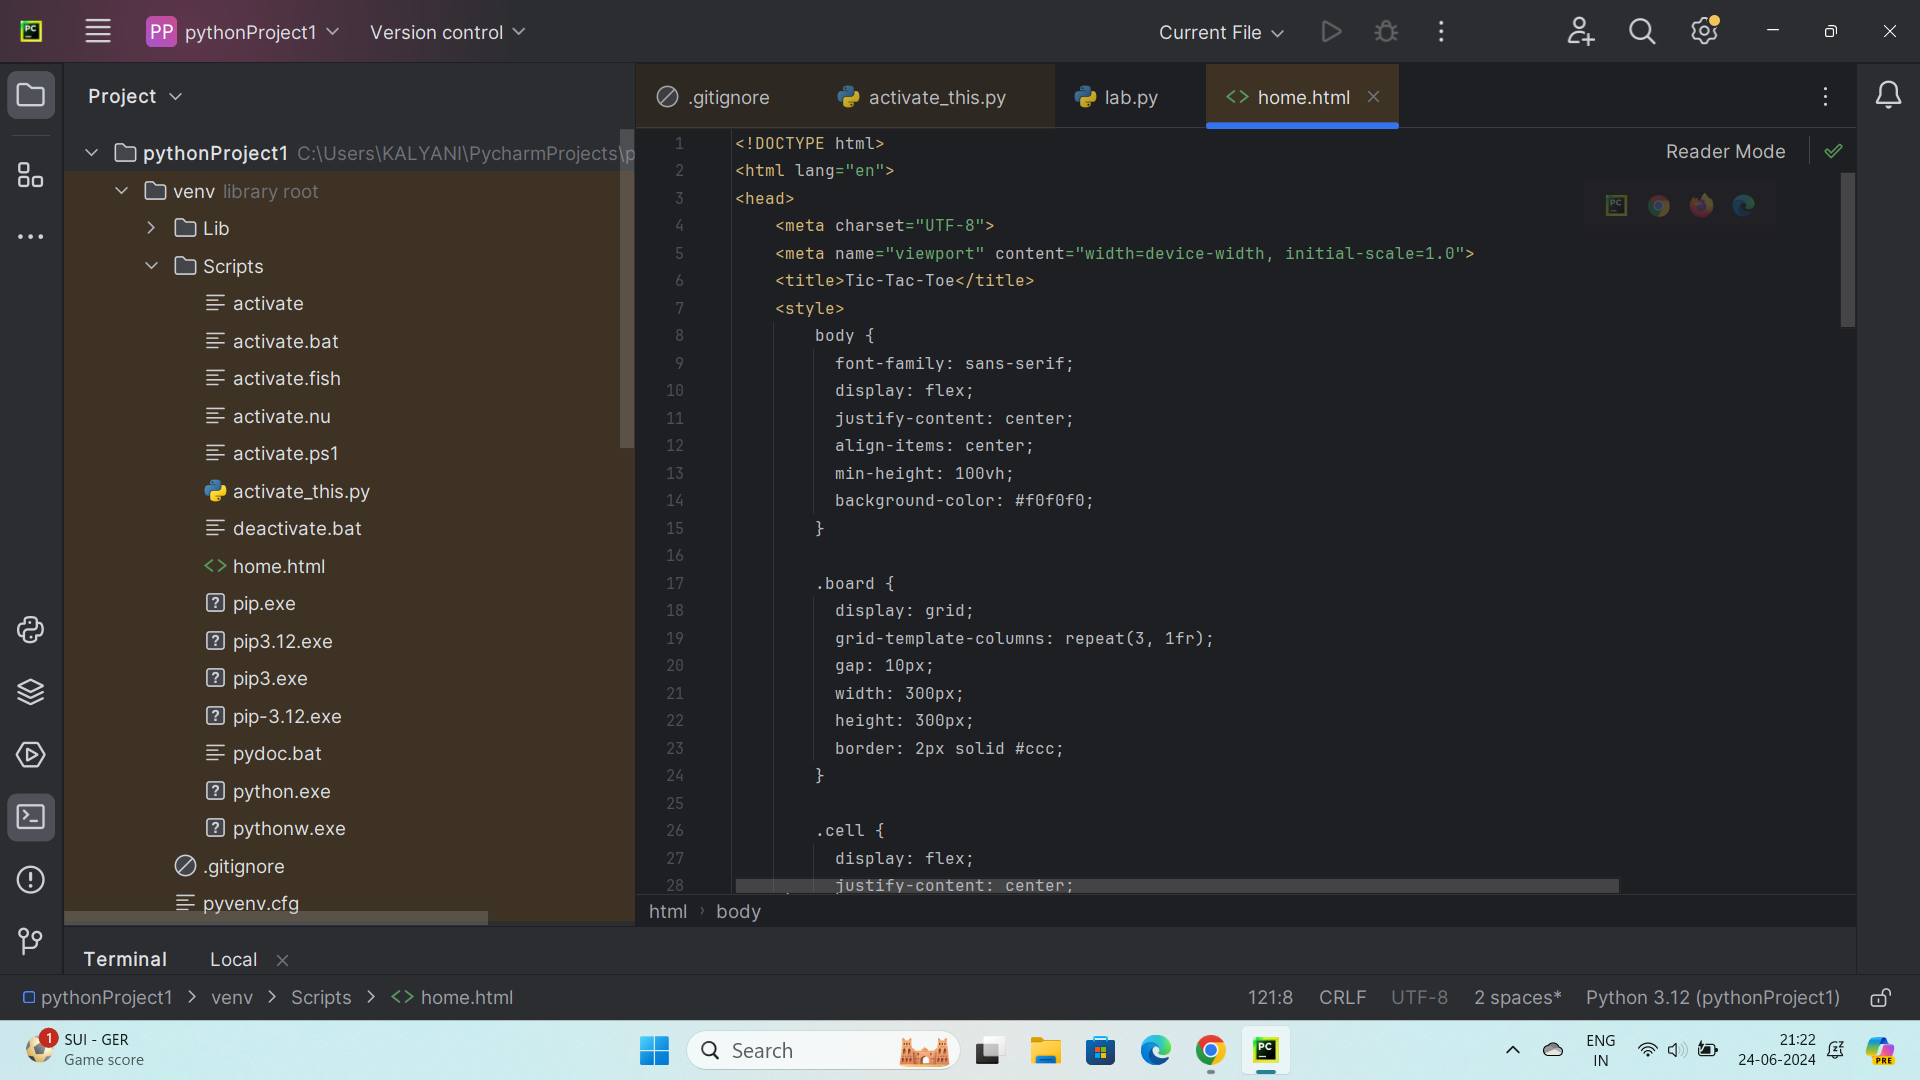 PC
PP pythonProject1
Version control
Current File
Project
.gitignore
activate_this.py
lab.py
<> home.html
pythonProject1 C:\Users\KALYANI\PycharmProjects\p
venv library root
Lib
Scripts
activate
activate.bat
activate.fish
activate.nu
activate.ps1
activate_this.py
deactivate.bat
<> home.html
pip.exe
pip3.12.exe
pip3.exe
pip-3.12.exe
pydoc.bat
python.exe
pythonw.exe
.gitignore
pyvenv.cfg
Reader Mode
PC
1 <!DOCTYPE html>
2 <html lang="en">
3 <head>
4 <meta charset="UTF-8">
5 <meta name="viewport" content="width=device-width, initial-scale=1.0">
6 <title>Tic-Tac-Toe</title>
7 <style>
8 body {
9 font-family: sans-serif;
10 display: flex;
11 justify-content: center;
12 align-items: center;
13 min-height: 100vh;
14 background-color: #f0f0f0;
15 }
16
17 .board {
18 display: grid;
19 grid-template-columns: repeat(3, 1fr);
20 gap: 10px;
21 width: 300px;
22 height: 300px;
23 border: 2px solid #ccc;
24 }
25
26 .cell {
27 display: flex;
28 justify-content: center;
html › body
Terminal Local
pythonProject1 > venv > Scripts > <> home.html
121:8 CRLF UTF-8 2 spaces* Python 3.12 (pythonProject1)
1
SUI - GER
Game score
Search
PC
ENG
IN
21:22
24-06-2024
PRE